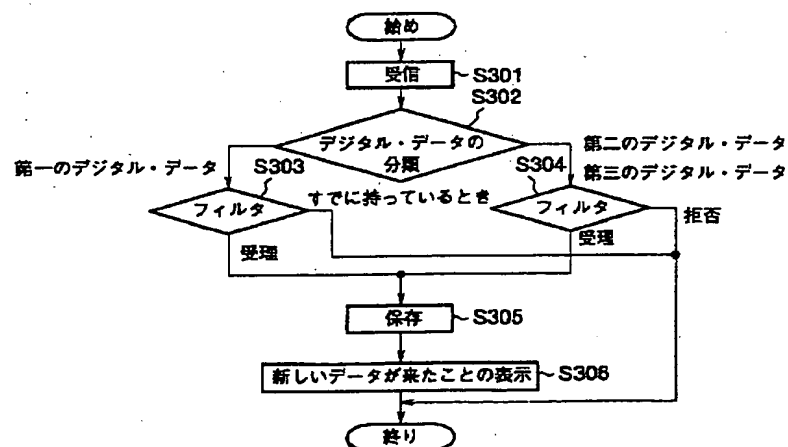 始め
受信
S301
S302
デジタル・データの
分類
第一のデジタル・データ
第二のデジタル・データ
第三のデジタル・データ
S303
すでに持っているとき
S304
フィルタ
フィルタ
拒否
受理
受理
保存
S305
新しいデータが来たことの表示
S306
終り